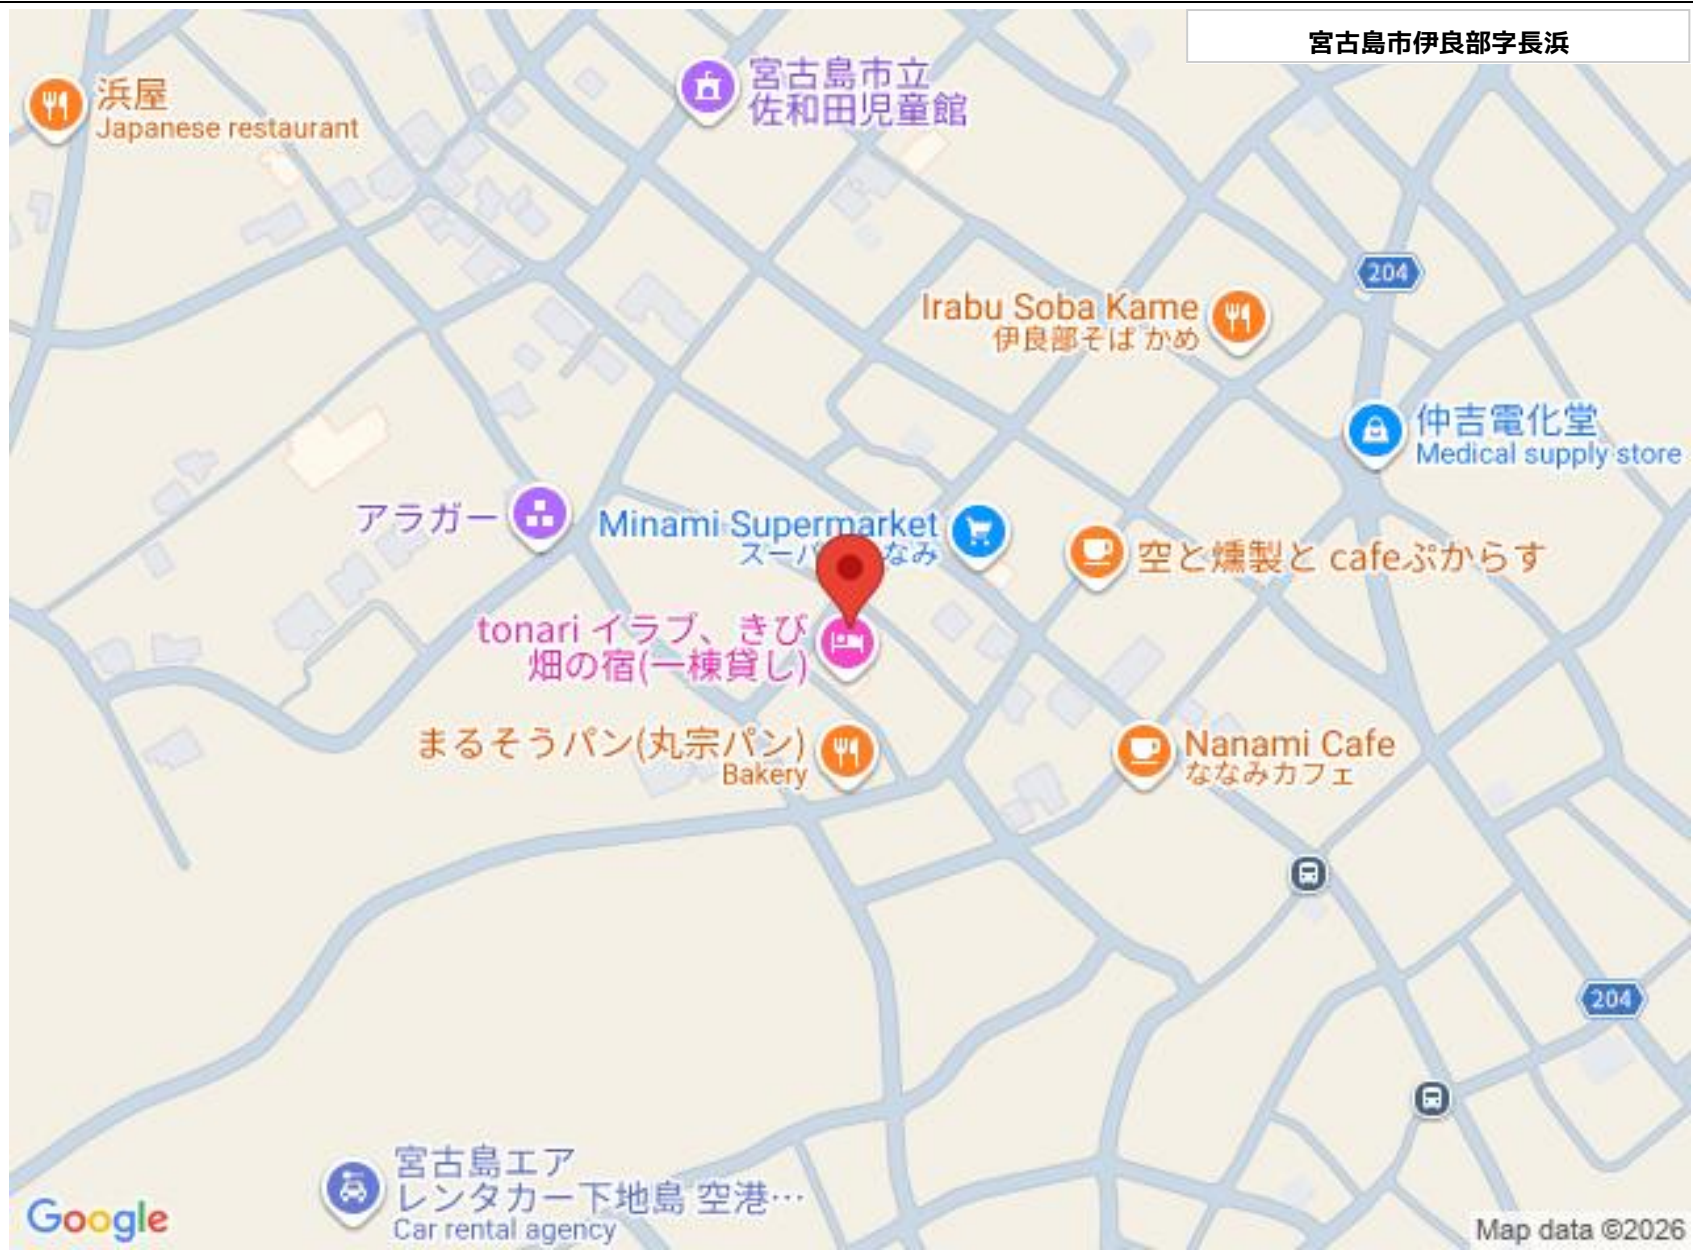 宮古島市伊良部字長浜
浜屋
Japanese restaurant
宮古島市立
佐和田児童館
204
Irabu Soba Kame
伊良部そば かめ
仲吉電化堂
Medical supply store
アラガー
Minami Supermarket
スーパ
なみ
空と燻製と cafeぷからす
tonari イラブ、きび
畑の宿(一棟貸し)
まるそうパン(丸宗パン)
Bakery
Nanami Cafe
ななみカフェ
204
宮古島エア
レンタカー下地島 空港…
Car rental agency
Google
Map data ©2026